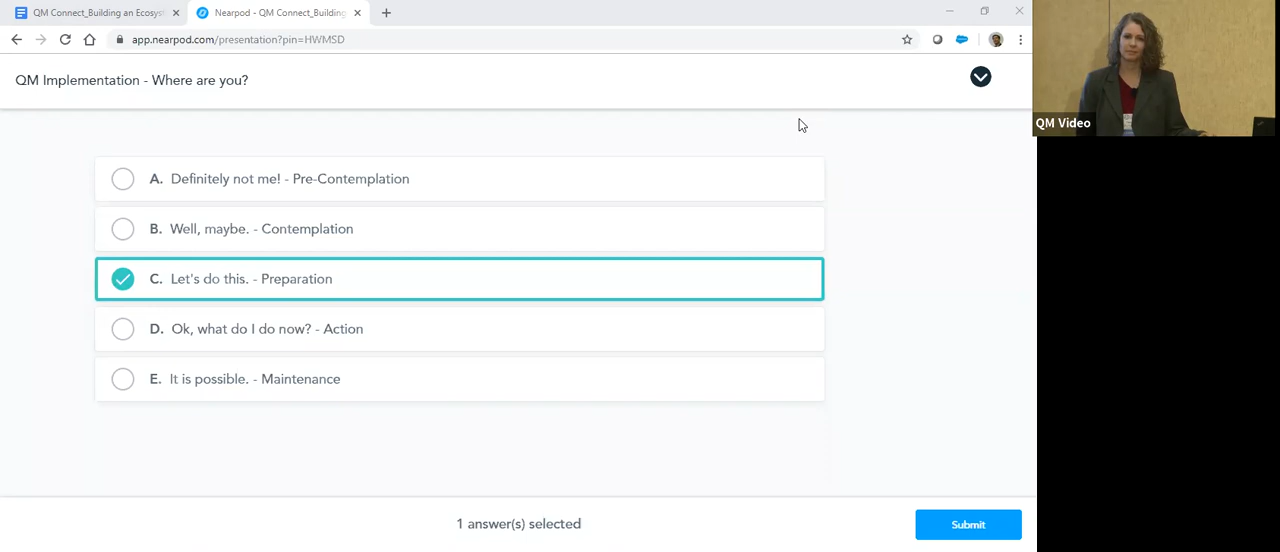 QM Connect_Building an Ecosys
Nearpod - QM Connect_Building
app.nearpod.com/presentation?pin=HWMSD
QM Implementation - Where are you?
QM Video
A. Definitely not me! - Pre-Contemplation
B. Well, maybe. - Contemplation
C. Let's do this. - Preparation
D. Ok, what do I do now? - Action
E. It is possible. - Maintenance
1 answer(s) selected
Submit